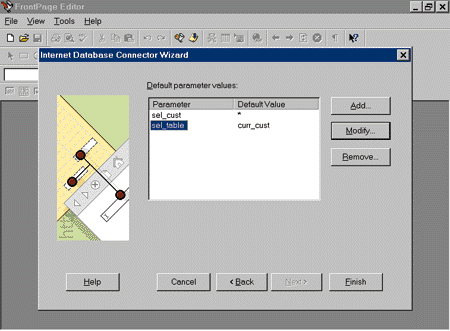 FrontPage Editor
File View Tools Help
Internet Database Connector Wizard
Default parameter values:
Parameter Default Value
sel_cust *
sel_table curr_cust
Add...
Modify...
Remove...
Help Cancel < Back Next > Finish